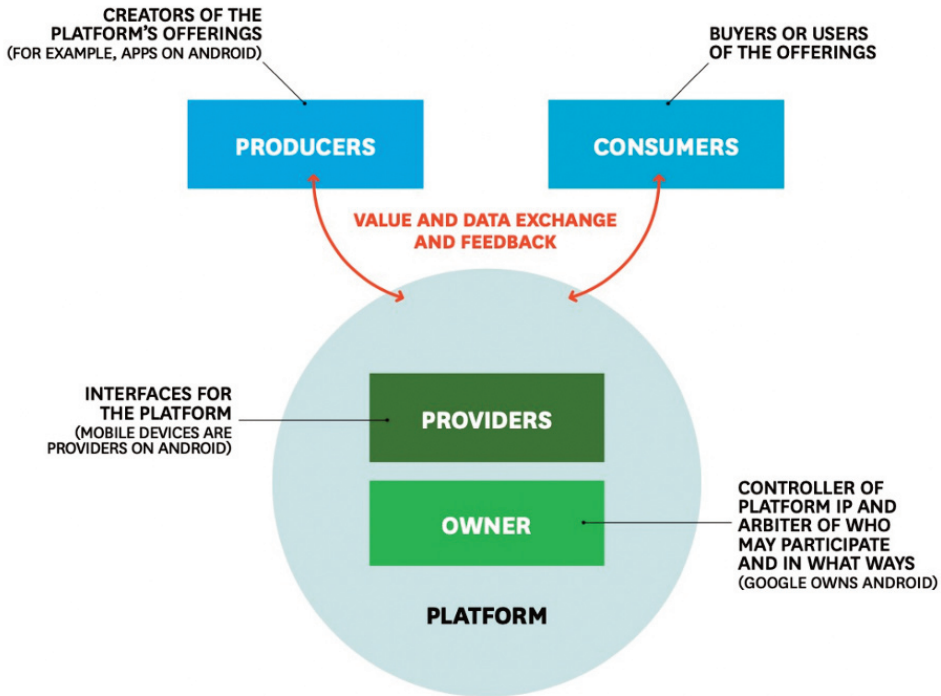 CREATORS OF THE
PLATFORM'S OFFERINGS
(FOR EXAMPLE, APPS ON ANDROID)
BUYERS OR USERS
OF THE OFFERINGS
PRODUCERS
CONSUMERS
VALUE AND DATA EXCHANGE
AND FEEDBACK
INTERFACES FOR
THE PLATFORM
(MOBILE DEVICES ARE
PROVIDERS ON ANDROID)
PROVIDERS
OWNER
CONTROLLER OF
PLATFORM IP AND
ARBITER OF WHO
MAY PARTICIPATE
AND IN WHAT WAYS
(GOOGLE OWNS ANDROID)
PLATFORM